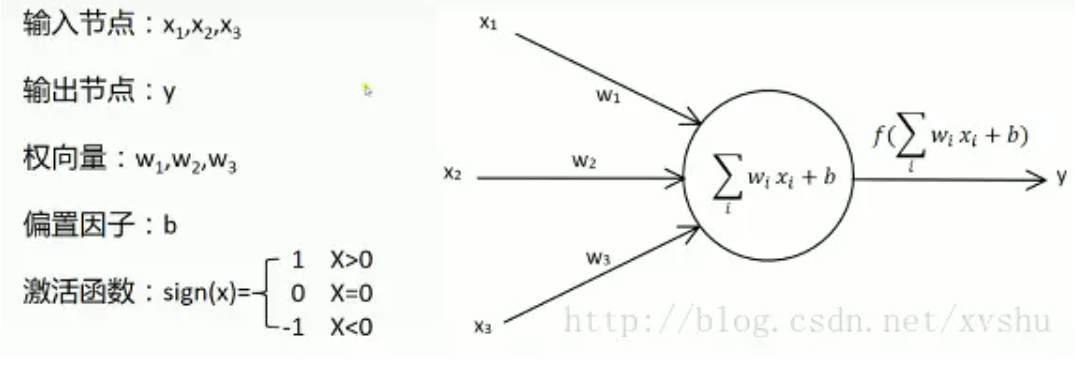 输入节点：x₁,x₂,x₃
输出节点：y
权向量：w₁,w₂,w₃
偏置因子：b
激活函数：sign(x)={
1 X>0
0 X=0
-1 X<0
x₁
w₁
x₂
w₂
w₃
x₃
∑ᵢ wᵢ xᵢ + b
f(∑ᵢ wᵢ xᵢ + b)
y
http://blog.csdn.net/xvshu